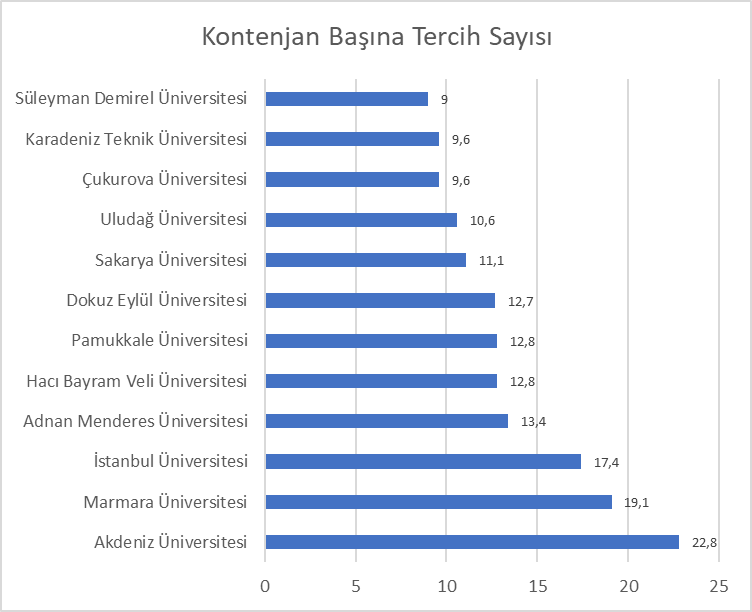 Kontenjan Başına Tercih Sayısı
Süleyman Demirel Üniversitesi 9
Karadeniz Teknik Üniversitesi 9,6
Çukurova Üniversitesi 9,6
Uludağ Üniversitesi 10,6
Sakarya Üniversitesi 11,1
Dokuz Eylül Üniversitesi 12,7
Pamukkale Üniversitesi 12,8
Hacı Bayram Veli Üniversitesi 12,8
Adnan Menderes Üniversitesi 13,4
İstanbul Üniversitesi 17,4
Marmara Üniversitesi 19,1
Akdeniz Üniversitesi 22,8
0 5 10 15 20 25